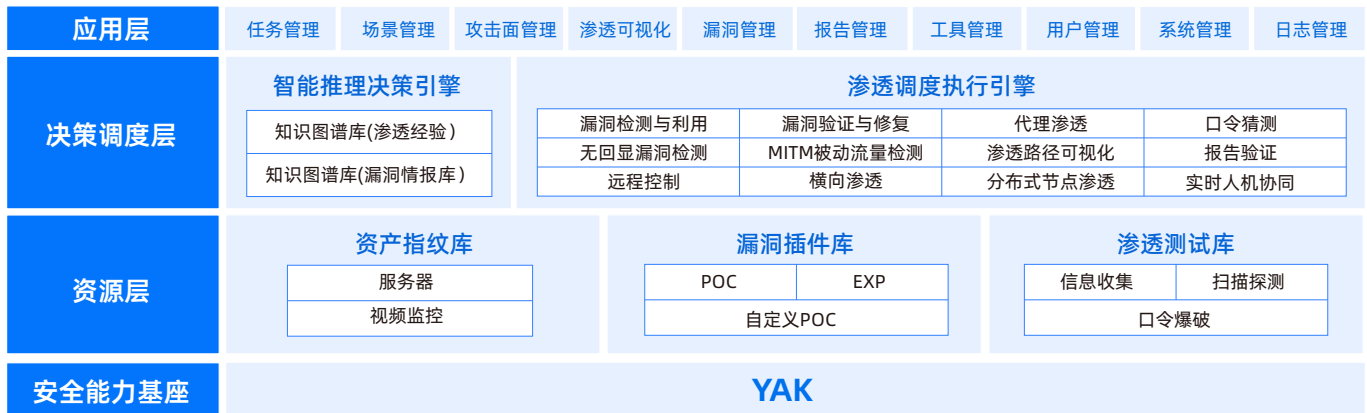 应用层 任务管理 场景管理 攻击面管理 渗透可视化 漏洞管理 报告管理 工具管理 用户管理 系统管理 日志管理
决策调度层
智能推理决策引擎
知识图谱库(渗透经验)
知识图谱库(漏洞情报库)
渗透调度执行引擎
漏洞检测与利用 漏洞验证与修复 代理渗透 口令猜测
无回显漏洞检测 MITM被动流量检测 渗透路径可视化 报告验证
远程控制 横向渗透 分布式节点渗透 实时人机协同
资源层
资产指纹库
服务器
视频监控
漏洞插件库
POC EXP
自定义POC
渗透测试库
信息收集 扫描探测
口令爆破
安全能力基座 YAK